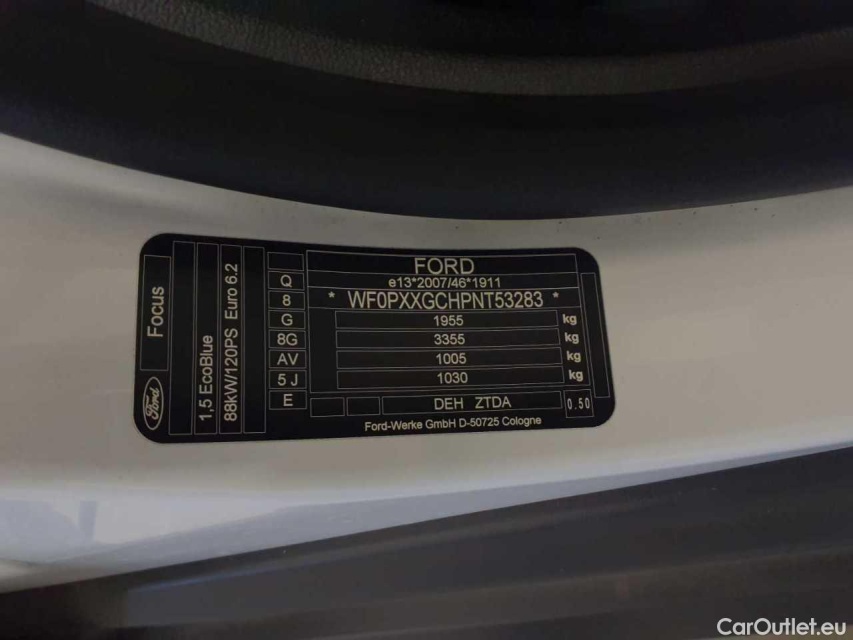 FORD
e13*2007/46*1911
* WF0PXXGCHPNT53283 *
1955 kg
3355 kg
1005 kg
1030 kg
DEH ZTDA 0.50
Ford-Werke GmbH D-50725 Cologne
Q
8
G
8G
AV
5 J
E
Focus
Ford
1,5 EcoBlue
88kW/120PS Euro 6.2
CarOutlet.eu